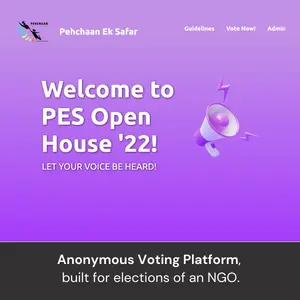 PEHCHAAN
Pehchaan Ek Safar
Guidelines Vote Now! Admin
Welcome to
PES Open
House '22!
LET YOUR VOICE BE HEARD!
Anonymous Voting Platform,
built for elections of an NGO.